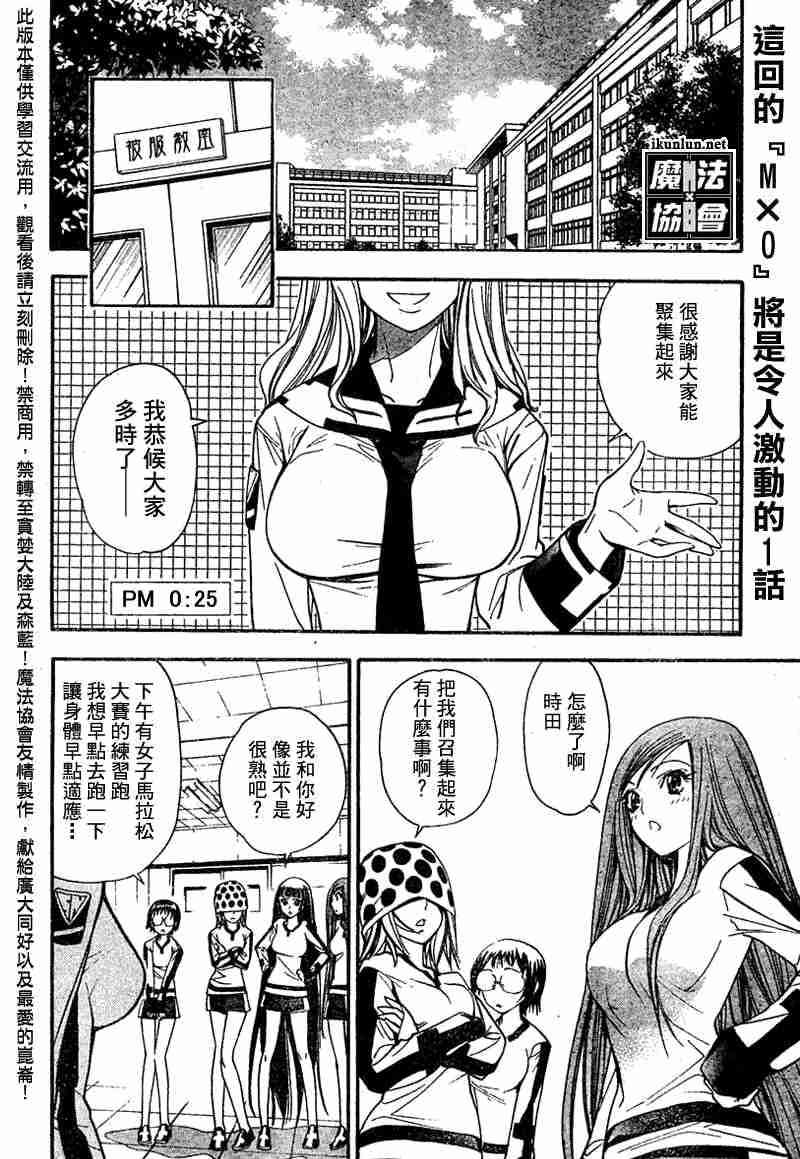 這回的『M×0』將是令人激動的1話
ikunlun.net
魔法
協會
被服教室
很感謝大家能
聚集起來
我恭候大家
多時了——
PM 0:25
怎麼了啊
時田
把我們召集起來
有什麼事啊?
我和你好
像並不是
很熟吧?
下午有女子馬拉松
大賽的練習跑
我想早點去跑一下
讓身體早點適應…
此版本僅供學習交流用,觀看後請立刻刪除!禁商用,禁轉至貪婪大陸及森藍!魔法協會友情製作,獻給廣大同好以及最愛的崑崙!